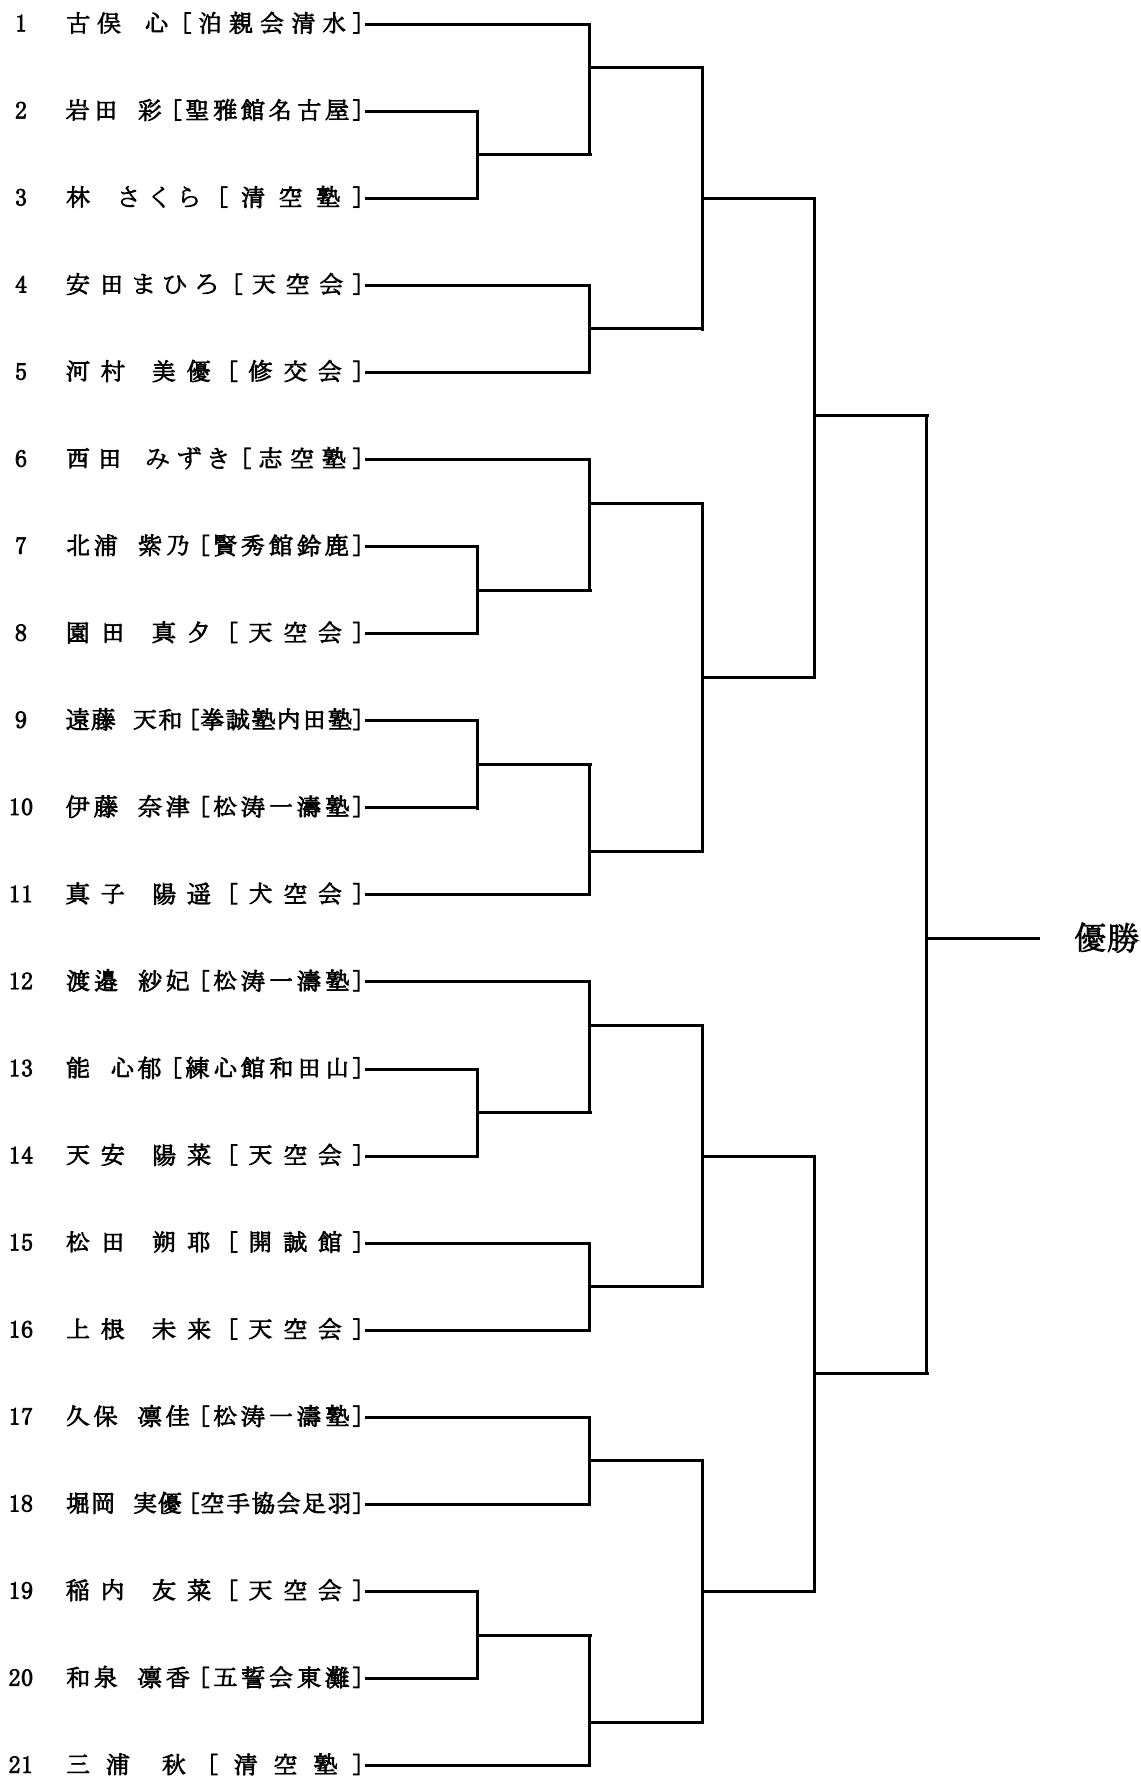 1 古俣 心 [泊親会清水]
2 岩田 彩 [聖雅館名古屋]
3 林 さくら [清空塾]
4 安田まひろ [天空会]
5 河村 美優 [修交会]
6 西田 みずき [志空塾]
7 北浦 紫乃 [賢秀館鈴鹿]
8 園田 真夕 [天空会]
9 遠藤 天和 [拳誠塾内田塾]
10 伊藤 奈津 [松涛一濤塾]
11 真子 陽遥 [犬空会]
優勝
12 渡邉 紗妃 [松涛一濤塾]
13 能 心郁 [練心館和田山]
14 天安 陽菜 [天空会]
15 松田 朔耶 [開誠館]
16 上根 未来 [天空会]
17 久保 凛佳 [松涛一濤塾]
18 堀岡 実優 [空手協会足羽]
19 稲内 友菜 [天空会]
20 和泉 凛香 [五誓会東灘]
21 三浦 秋 [清空塾]